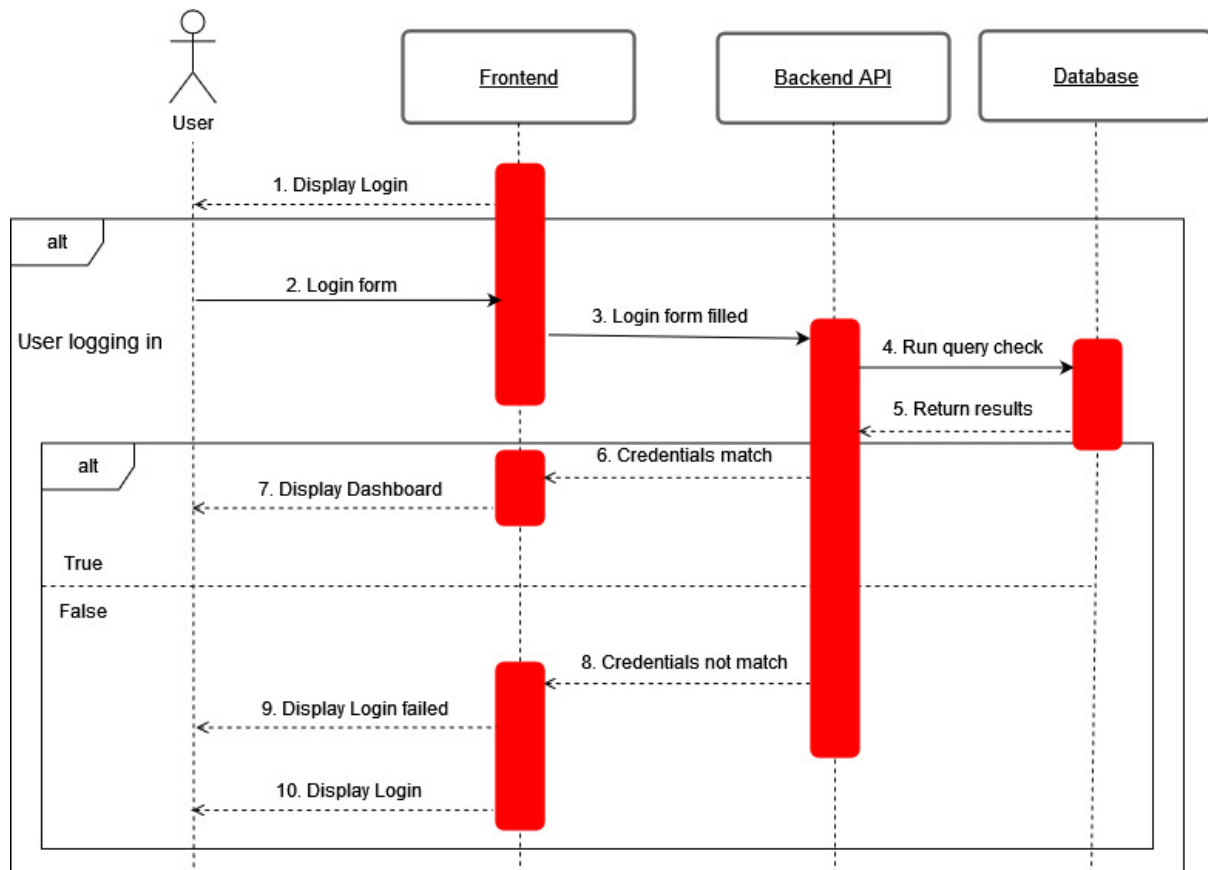 User
Frontend
Backend API
Database
1. Display Login
alt
2. Login form
3. Login form filled
User logging in
4. Run query check
5. Return results
alt
6. Credentials match
7. Display Dashboard
True
False
8. Credentials not match
9. Display Login failed
10. Display Login